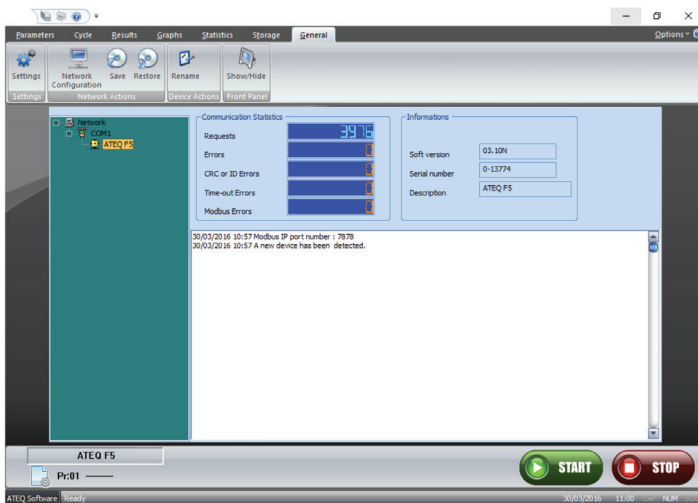 Parameters Cycle Results Graphs Statistics Storage General Options
Settings Network Configuration Save Restore Rename Show/Hide
Settings Network Actions Device Actions Front Panel
Network
COM1
ATEQ F5
Communication Statistics
Requests 3976
Errors 0
CRC or ID Errors 0
Time-out Errors 0
Modbus Errors 0
Informations
Soft version 03.10N
Serial number 0-13774
Description ATEQ F5
30/03/2016 10:57 Modbus IP port number : 7878
30/03/2016 10:57 A new device has been detected.
ATEQ F5
Pr:01 ——
START
STOP
ATEQ Software Ready 30/03/2016 11:00 CAP NUM